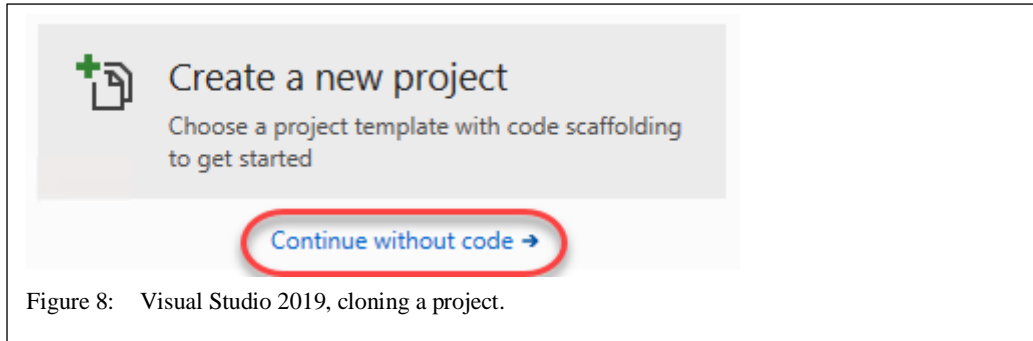 Create a new project
Choose a project template with code scaffolding
to get started
Continue without code →
Figure 8: Visual Studio 2019, cloning a project.